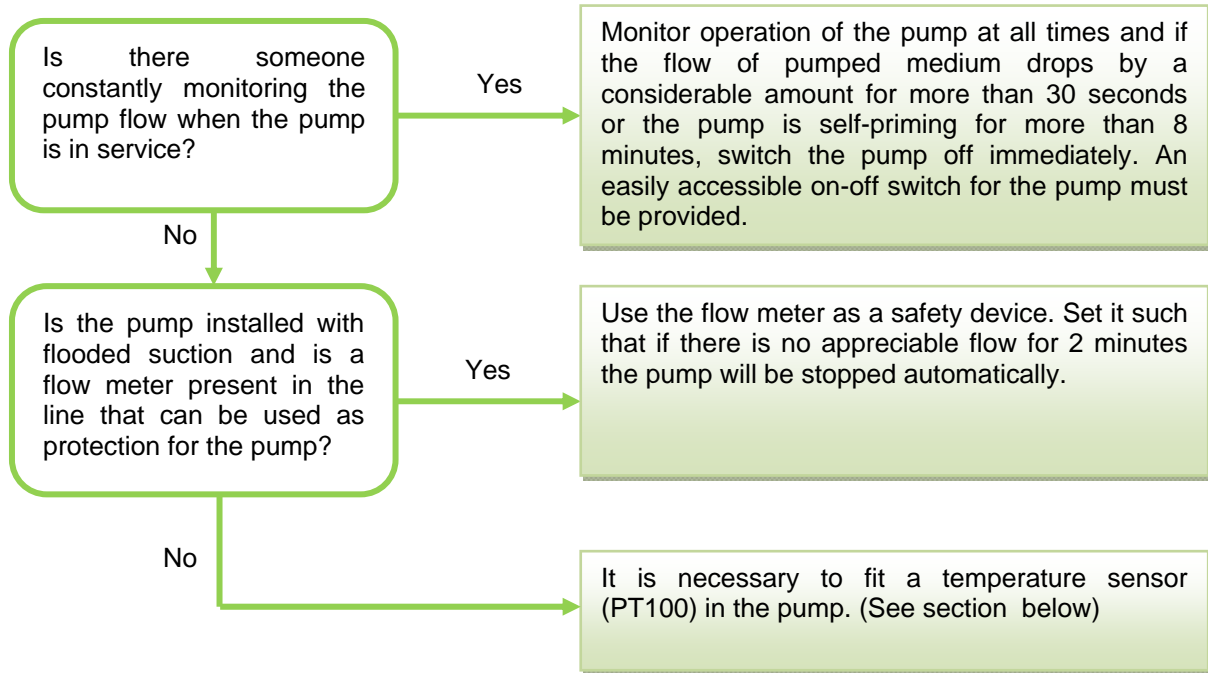 Is there someone
constantly monitoring the
pump flow when the pump
is in service?
Yes
Monitor operation of the pump at all times and if
the flow of pumped medium drops by a
considerable amount for more than 30 seconds
or the pump is self-priming for more than 8
minutes, switch the pump off immediately. An
easily accessible on-off switch for the pump must
be provided.
No
Is the pump installed with
flooded suction and is a
flow meter present in the
line that can be used as
protection for the pump?
Yes
Use the flow meter as a safety device. Set it such
that if there is no appreciable flow for 2 minutes
the pump will be stopped automatically.
No
It is necessary to fit a temperature sensor
(PT100) in the pump. (See section below)